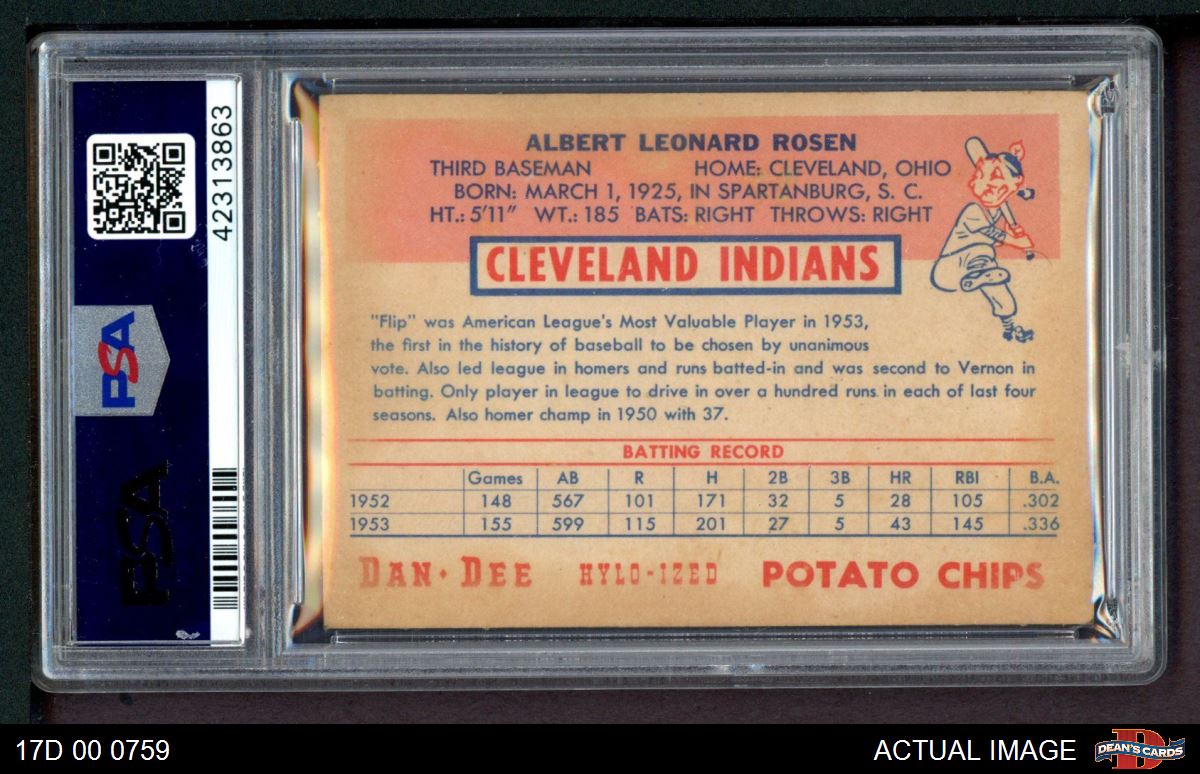 42313863
PSA
PSA
ALBERT LEONARD ROSEN
THIRD BASEMAN HOME: CLEVELAND, OHIO
BORN: MARCH 1, 1925, IN SPARTANBURG, S. C.
HT.: 5'11" WT.: 185 BATS: RIGHT THROWS: RIGHT
CLEVELAND INDIANS
"Flip" was American League's Most Valuable Player in 1953,
the first in the history of baseball to be chosen by unanimous
vote. Also led league in homers and runs batted-in and was second to Vernon in
batting. Only player in league to drive in over a hundred runs in each of last four
seasons. Also homer champ in 1950 with 37.
BATTING RECORD
Games AB R H 2B 3B HR RBI B.A.
1952 148 567 101 171 32 5 28 105 .302
1953 155 599 115 201 27 5 43 145 .336
DAN·DEE HYLO-IZED POTATO CHIPS
17D 00 0759
ACTUAL IMAGE
D
DEAN'S CARDS